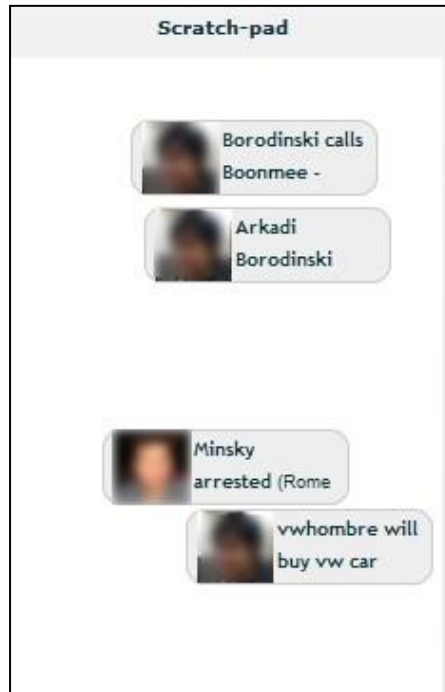 Scratch-pad
Borodinski calls
Boonmee -
Arkadi
Borodinski
Minsky
arrested (Rome
vwhombre will
buy vw car